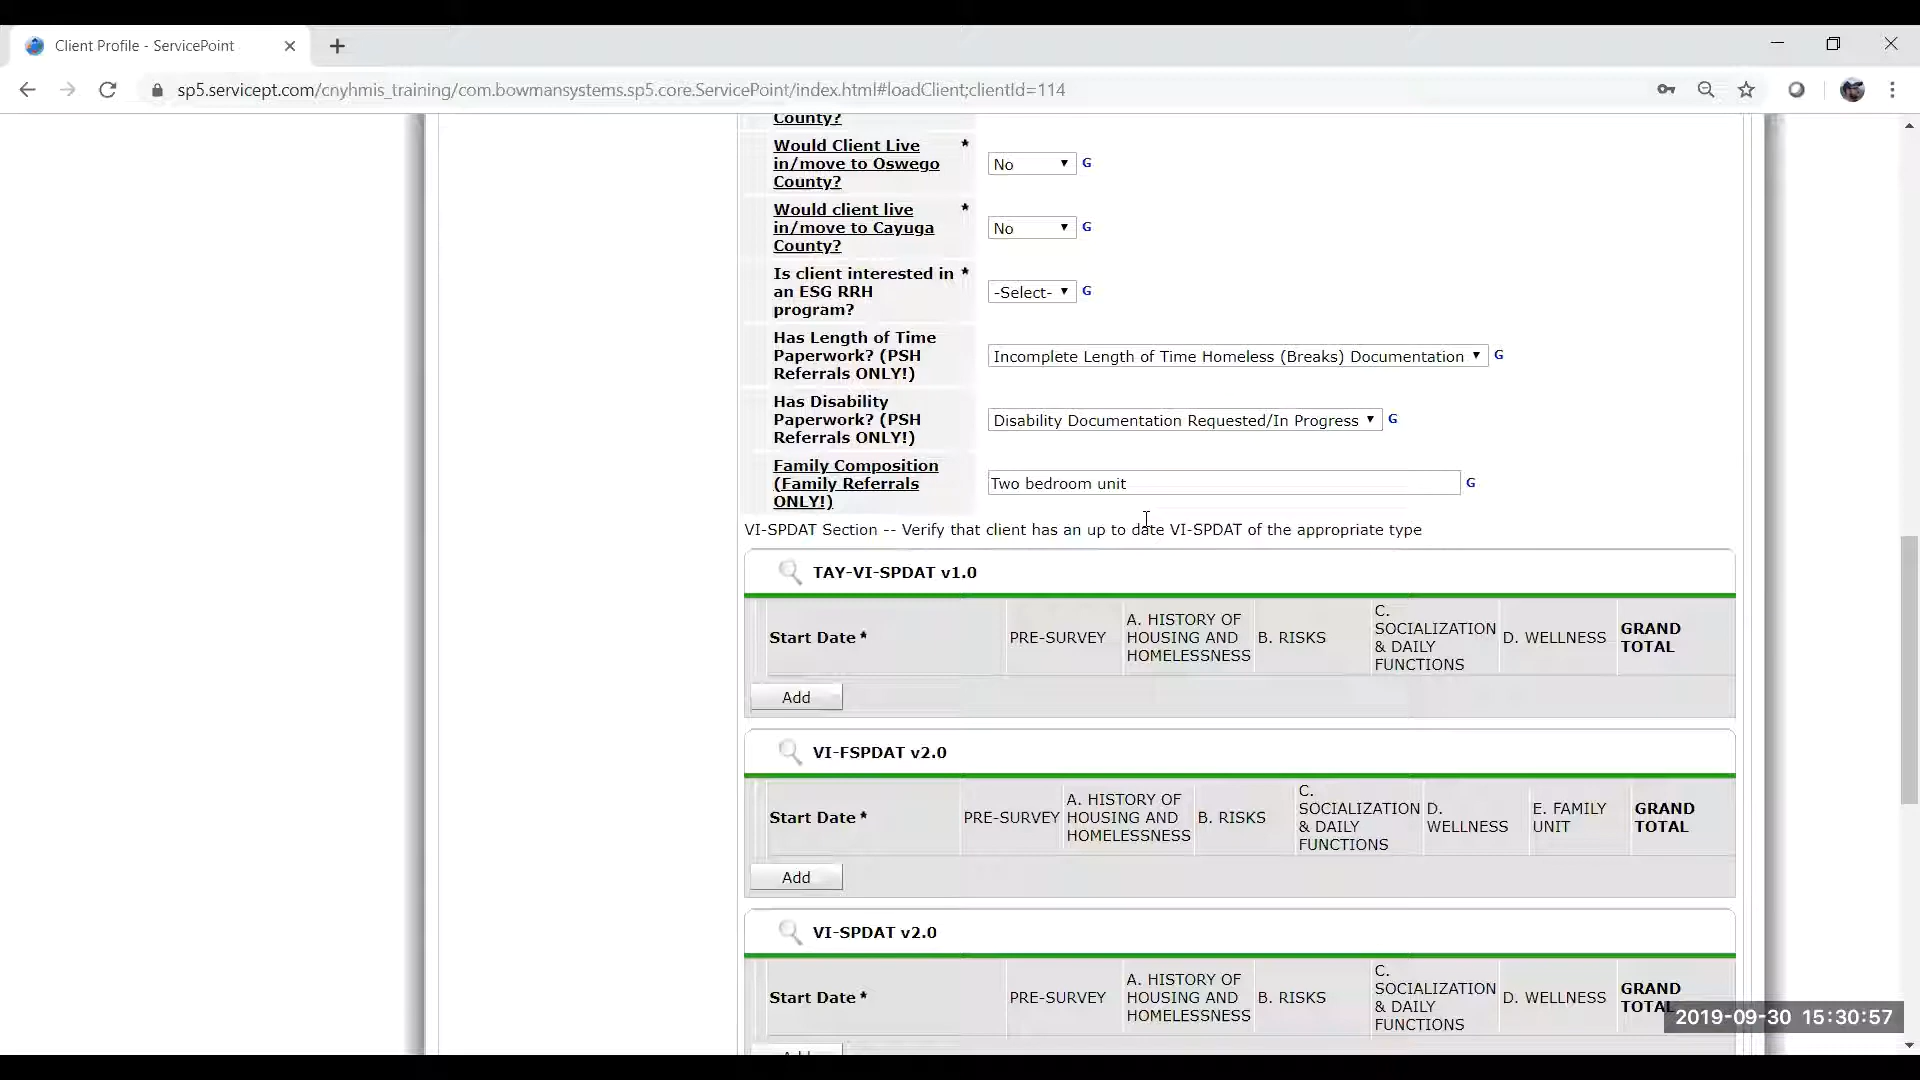 Client Profile - ServicePoint
sp5.servicept.com/cnyhmis_training/com.bowmansystems.sp5.core.ServicePoint/index.html#loadClient;clientId=114
County?
Would Client Live *
in/move to Oswego
County?
No G
Would client live *
in/move to Cayuga
County?
No G
Is client interested in *
an ESG RRH
program?
-Select- G
Has Length of Time
Paperwork? (PSH
Referrals ONLY!)
Incomplete Length of Time Homeless (Breaks) Documentation G
Has Disability
Paperwork? (PSH
Referrals ONLY!)
Disability Documentation Requested/In Progress G
Family Composition
(Family Referrals
ONLY!)
Two bedroom unit G
VI-SPDAT Section -- Verify that client has an up to date VI-SPDAT of the appropriate type
TAY-VI-SPDAT v1.0
Start Date *
PRE-SURVEY
A. HISTORY OF
HOUSING AND
HOMELESSNESS
B. RISKS
C.
SOCIALIZATION
& DAILY
FUNCTIONS
D. WELLNESS
GRAND
TOTAL
Add
VI-FSPDAT v2.0
Start Date *
PRE-SURVEY
A. HISTORY OF
HOUSING AND
HOMELESSNESS
B. RISKS
C.
SOCIALIZATION
& DAILY
FUNCTIONS
D.
WELLNESS
E. FAMILY
UNIT
GRAND
TOTAL
Add
VI-SPDAT v2.0
Start Date *
PRE-SURVEY
A. HISTORY OF
HOUSING AND
HOMELESSNESS
B. RISKS
C.
SOCIALIZATION
& DAILY
FUNCTIONS
D. WELLNESS
GRAND
TOTAL
2019-09-30 15:30:57